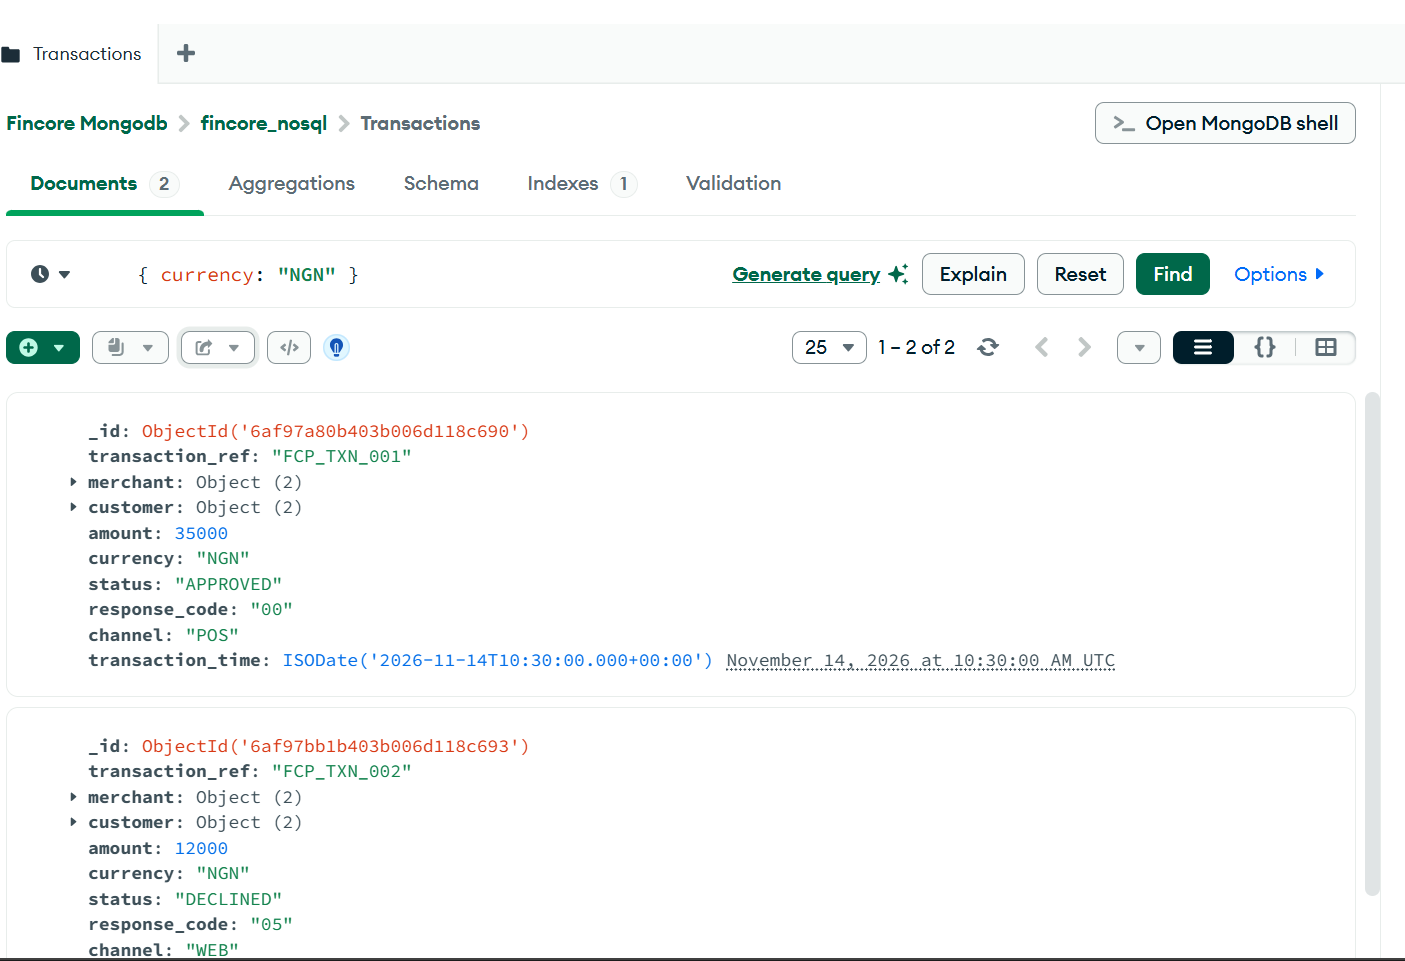 Transactions
Fincore Mongodb fincore_nosql Transactions
>_ Open MongoDB shell
Documents 2 Aggregations Schema Indexes 1 Validation
{ currency: "NGN" } Generate query Explain Reset Find Options
</> 25 1 – 2 of 2 {}
_id: ObjectId('6af97a80b403b006d118c690')
transaction_ref: "FCP_TXN_001"
merchant: Object (2)
customer: Object (2)
amount: 35000
currency: "NGN"
status: "APPROVED"
response_code: "00"
channel: "POS"
transaction_time: ISODate('2026-11-14T10:30:00.000+00:00') November 14, 2026 at 10:30:00 AM UTC
_id: ObjectId('6af97bb1b403b006d118c693')
transaction_ref: "FCP_TXN_002"
merchant: Object (2)
customer: Object (2)
amount: 12000
currency: "NGN"
status: "DECLINED"
response_code: "05"
channel: "WEB"